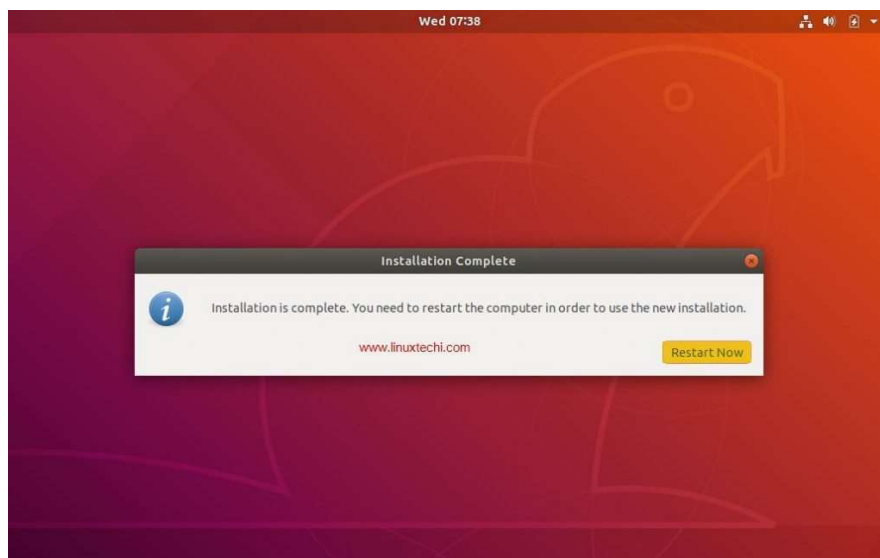 Wed 07:38
Installation Complete
Installation is complete. You need to restart the computer in order to use the new installation.
www.linuxtechi.com
Restart Now